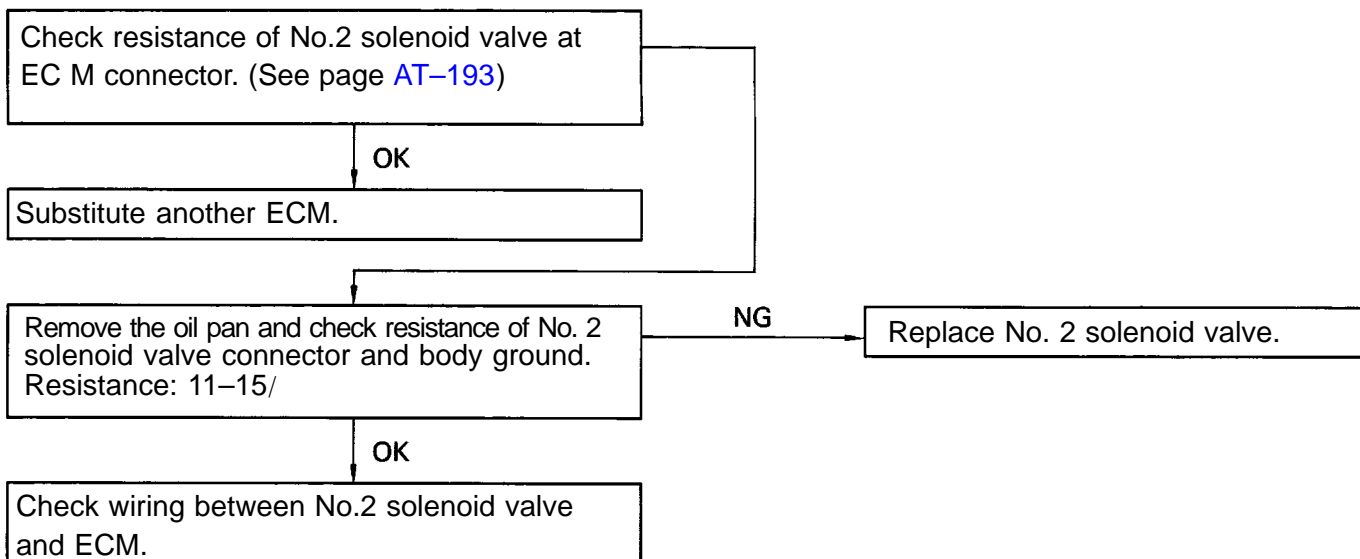 Check resistance of No.2 solenoid valve at
EC M connector. (See page AT–193)
OK
Substitute another ECM.
Remove the oil pan and check resistance of No. 2
solenoid valve connector and body ground.
Resistance: 11–15/
NG
Replace No. 2 solenoid valve.
OK
Check wiring between No.2 solenoid valve
and ECM.